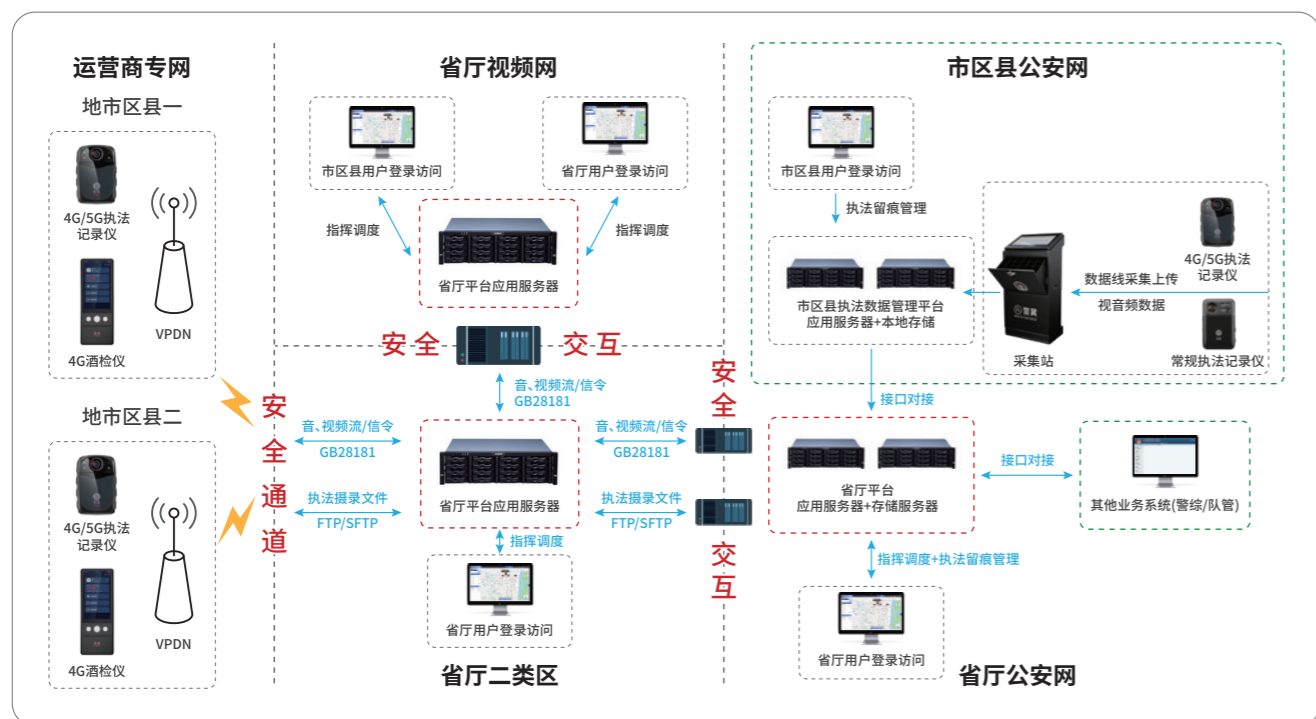 运营商专网
地市区县一
4G/5G执法
记录仪
4G酒检仪
VPDN
地市区县二
4G/5G执法
记录仪
4G酒检仪
VPDN
安全通道
省厅视频网
市区县用户登录访问
省厅用户登录访问
指挥调度
指挥调度
省厅平台应用服务器
安全
交互
音、视频流/信令
GB28181
音、视频流/信令
GB28181
执法摄录文件
FTP/SFTP
省厅平台应用服务器
音、视频流/信令
GB28181
执法摄录文件
FTP/SFTP
指挥调度
省厅用户登录访问
省厅二类区
安全
交互
市区县公安网
市区县用户登录访问
执法留痕管理
市区县执法数据管理平台
应用服务器+本地存储
警翼
采集站
数据线采集上传
视音频数据
4G/5G执法
记录仪
常规执法记录仪
接口对接
省厅平台
应用服务器+存储服务器
接口对接
其他业务系统(警综/队管)
指挥调度+执法留痕管理
省厅用户登录访问
省厅公安网